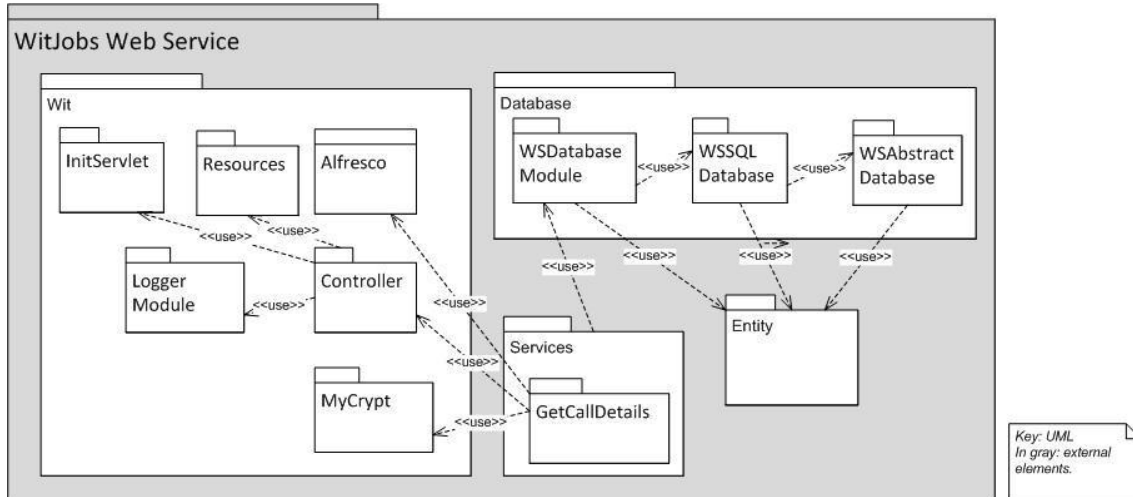 WitJobs Web Service
Wit
Database
InitServlet
Resources
Alfresco
WSDatabase
Module
WSSQL
Database
WSAbstract
Database
<<use>>
<<use>>
<<use>>
<<use>>
Logger
Module
Controller
<<use>>
<<use>>
<<use>>
<<use>>
<<use>>
<<use>>
Entity
Services
<<use>>
MyCrypt
GetCallDetails
<<use>>
Key: UML
In gray: external
elements.